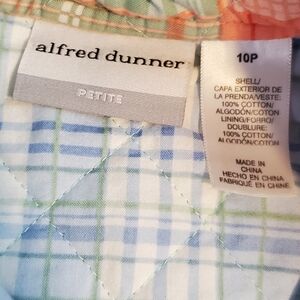 alfred dunner
PETITE
10P
SHELL/
CAPA EXTERIOR DE
LA PRENDA/VESTE:
100% COTTON/
ALGODÓN/COTON
LINING/FORRO/
DOUBLURE:
100% COTTON/
ALGODÓN/COTON
MADE IN
CHINA
HECHO EN CHINA
FABRIQUÉ EN CHINE